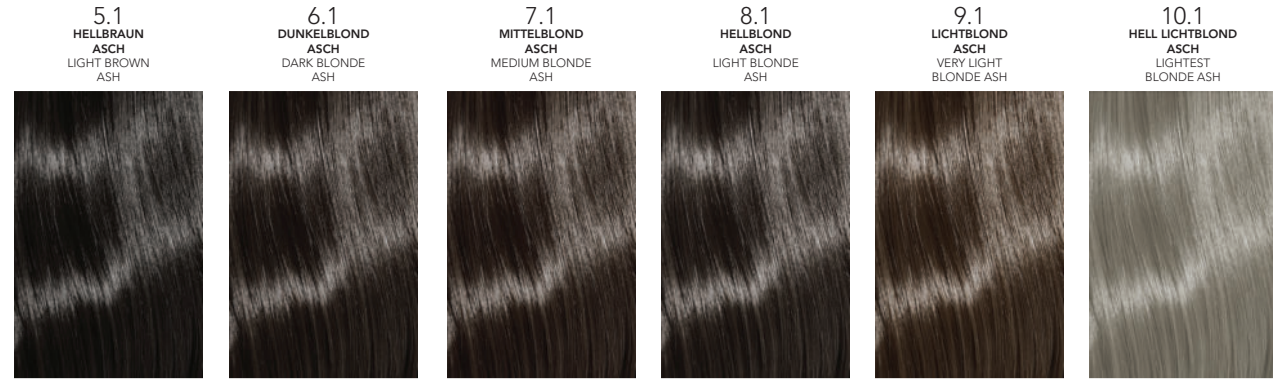 5.1
HELLBRAUN
ASCH
LIGHT BROWN
ASH
6.1
DUNKELBLOND
ASCH
DARK BLONDE
ASH
7.1
MITTELBLOND
ASCH
MEDIUM BLONDE
ASH
8.1
HELLBLOND
ASCH
LIGHT BLONDE
ASH
9.1
LICHTBLOND
ASCH
VERY LIGHT
BLONDE ASH
10.1
HELL LICHTBLOND
ASCH
LIGHTEST
BLONDE ASH